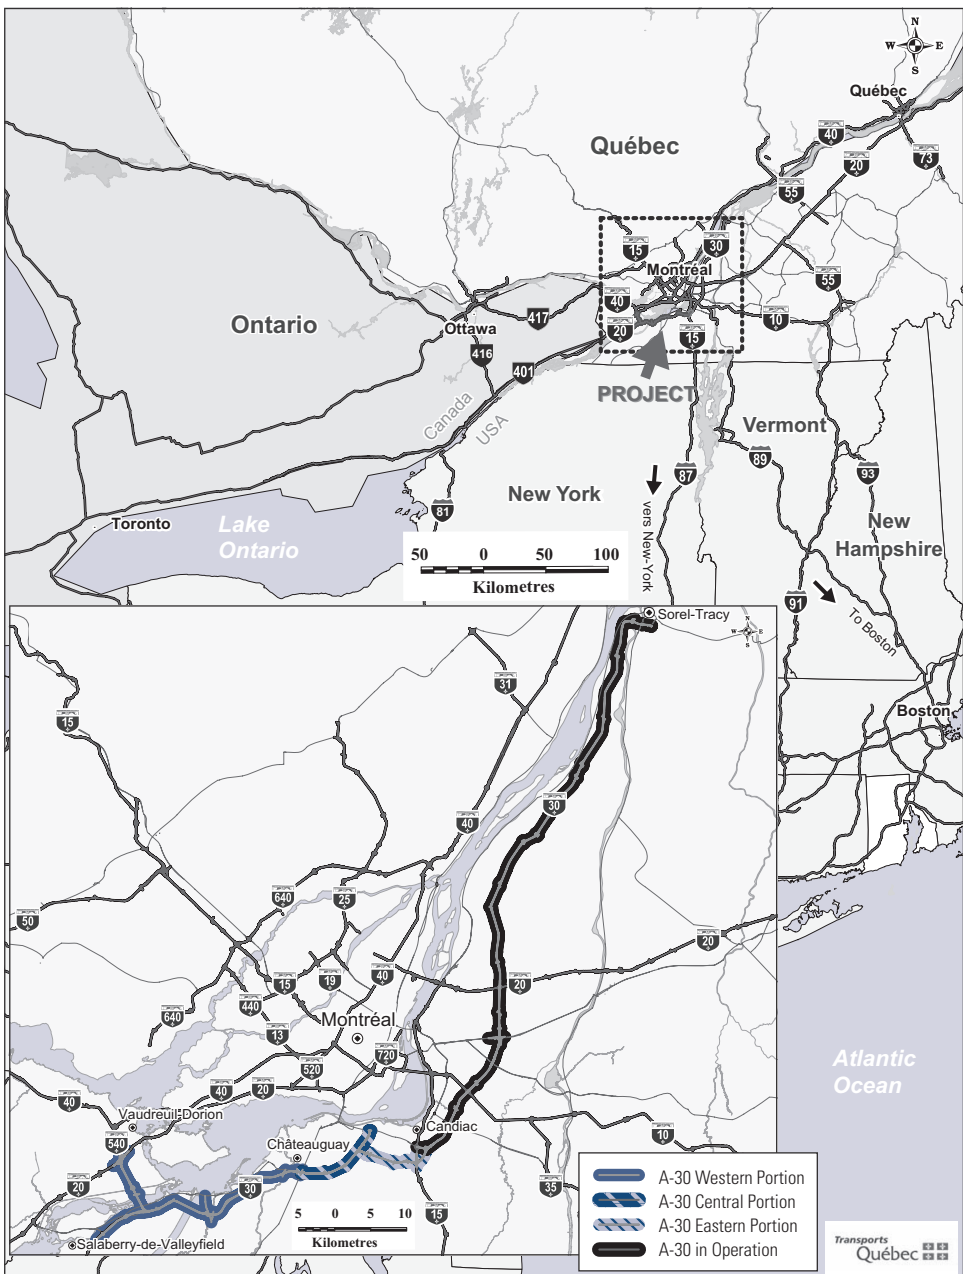 N
W E
S
Québec
40
20
73
Québec
55
15
30
Montréal
55
40
417
10
Ontario
20
Ottawa
15
416
401
PROJECT
Canada
USA
Vermont
89
87
93
New York
81
vers New-York
Toronto
Lake
Ontario
New
Hampshire
50 0 50 100
Kilometres
91
To Boston
Boston
Atlantic
Ocean
Sorel-Tracy
N
W E
S
31
15
30
40
640
25
50
20
40
15
19
20
440
640
Montréal
13
720
520
40
20
40
Vaudreuil-Dorion
Candiac
10
540
Châteauguay
20
30
35
15
5 0 5 10
Kilometres
Salaberry-de-Valleyfield
A-30 Western Portion
A-30 Central Portion
A-30 Eastern Portion
A-30 in Operation
Transports
Québec